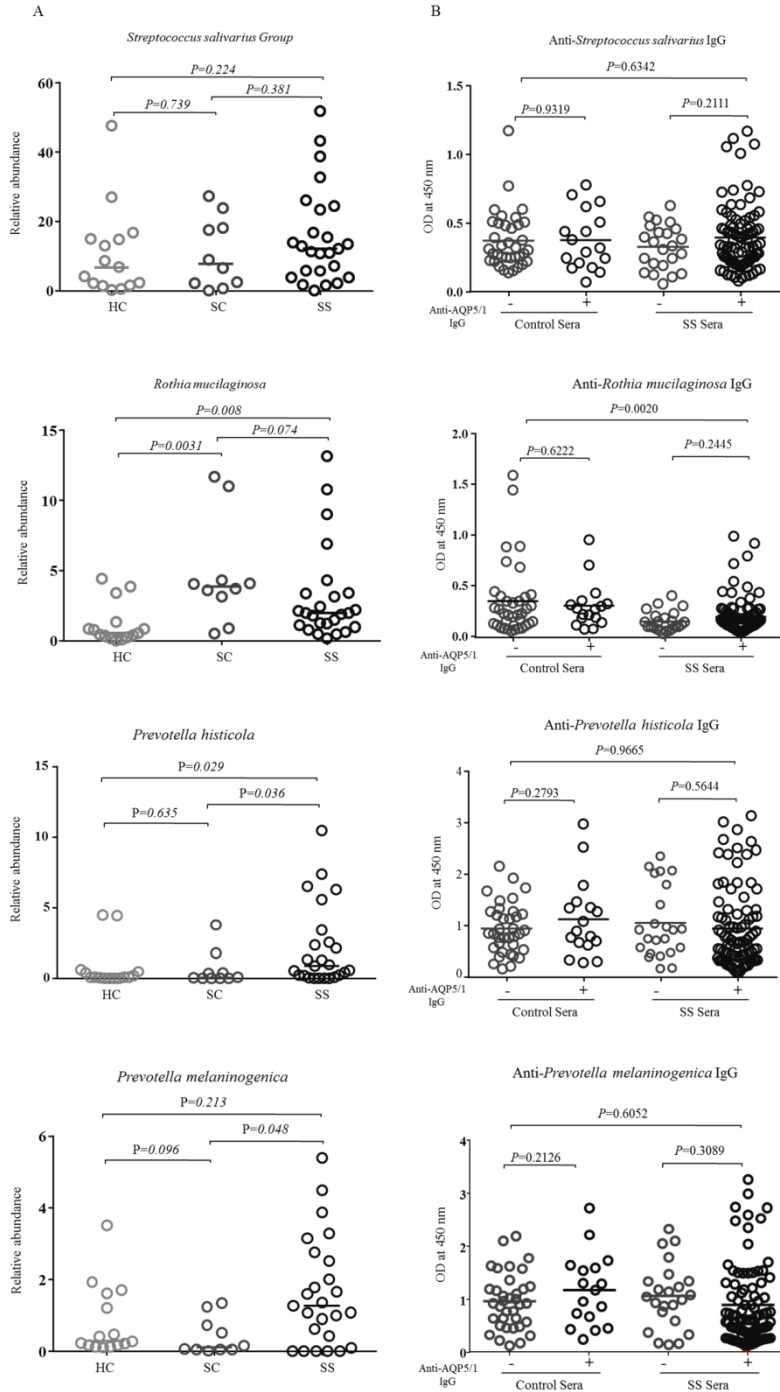 A
B
Streptococcus salivarius Group
P=0.224
P=0.739
P=0.381
60
40
20
0
Relative abundance
HC
SC
SS
Anti-Streptococcus salivarius IgG
P=0.6342
P=0.9319
P=0.2111
1.5
1.0
0.5
0.0
OD at 450 nm
Anti-AQP5/1
IgG
-
+
-
+
Control Sera
SS Sera
Rothia mucilaginosa
P=0.008
P=0.0031
P=0.074
15
10
5
0
Relative abundance
HC
SC
SS
Anti-Rothia mucilaginosa IgG
P=0.0020
P=0.6222
P=0.2445
2.0
1.5
1.0
0.5
0.0
OD at 450 nm
Anti-AQP5/1
IgG
-
+
-
+
Control Sera
SS Sera
Prevotella histicola
P=0.029
P=0.635
P=0.036
15
10
5
0
Relative abundance
HC
SC
SS
Anti-Prevotella histicola IgG
P=0.9665
P=0.2793
P=0.5644
4
3
2
1
0
OD at 450 nm
Anti-AQP5/1
IgG
-
+
-
+
Control Sera
SS Sera
Prevotella melaninogenica
P=0.213
P=0.096
P=0.048
6
4
2
0
Relative abundance
HC
SC
SS
Anti-Prevotella melaninogenica IgG
P=0.6052
P=0.2126
P=0.3089
4
3
2
1
0
OD at 450 nm
Anti-AQP5/1
IgG
-
+
-
+
Control Sera
SS Sera